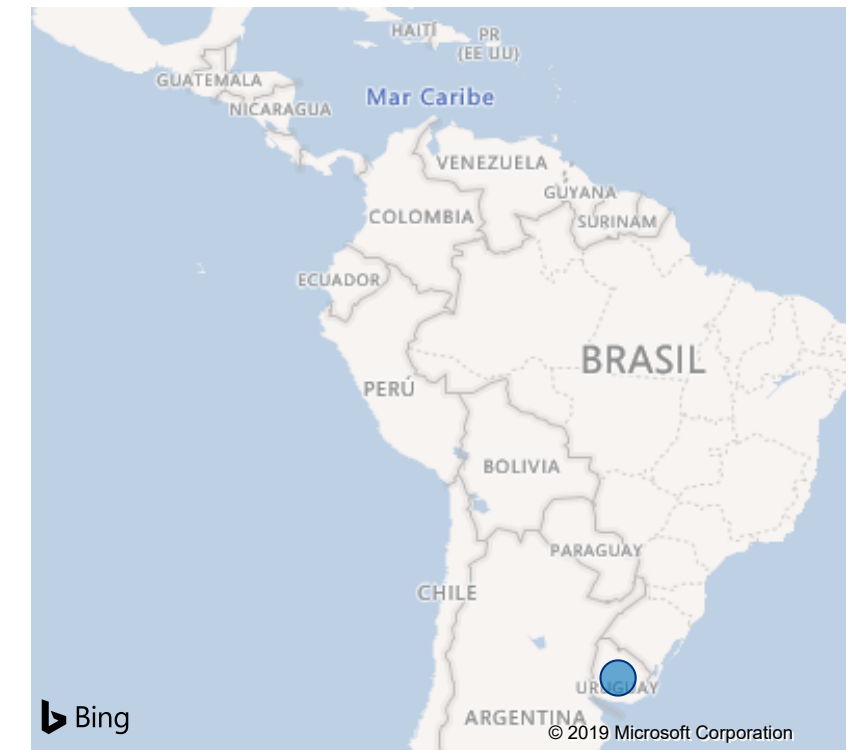 HAITÍ
PR
(EE UU)
GUATEMALA
Mar Caribe
NICARAGUA
VENEZUELA
GUYANA
COLOMBIA
SURINAM
ECUADOR
BRASIL
PERÚ
BOLIVIA
PARAGUAY
CHILE
URUGUAY
ARGENTINA
Bing
© 2019 Microsoft Corporation